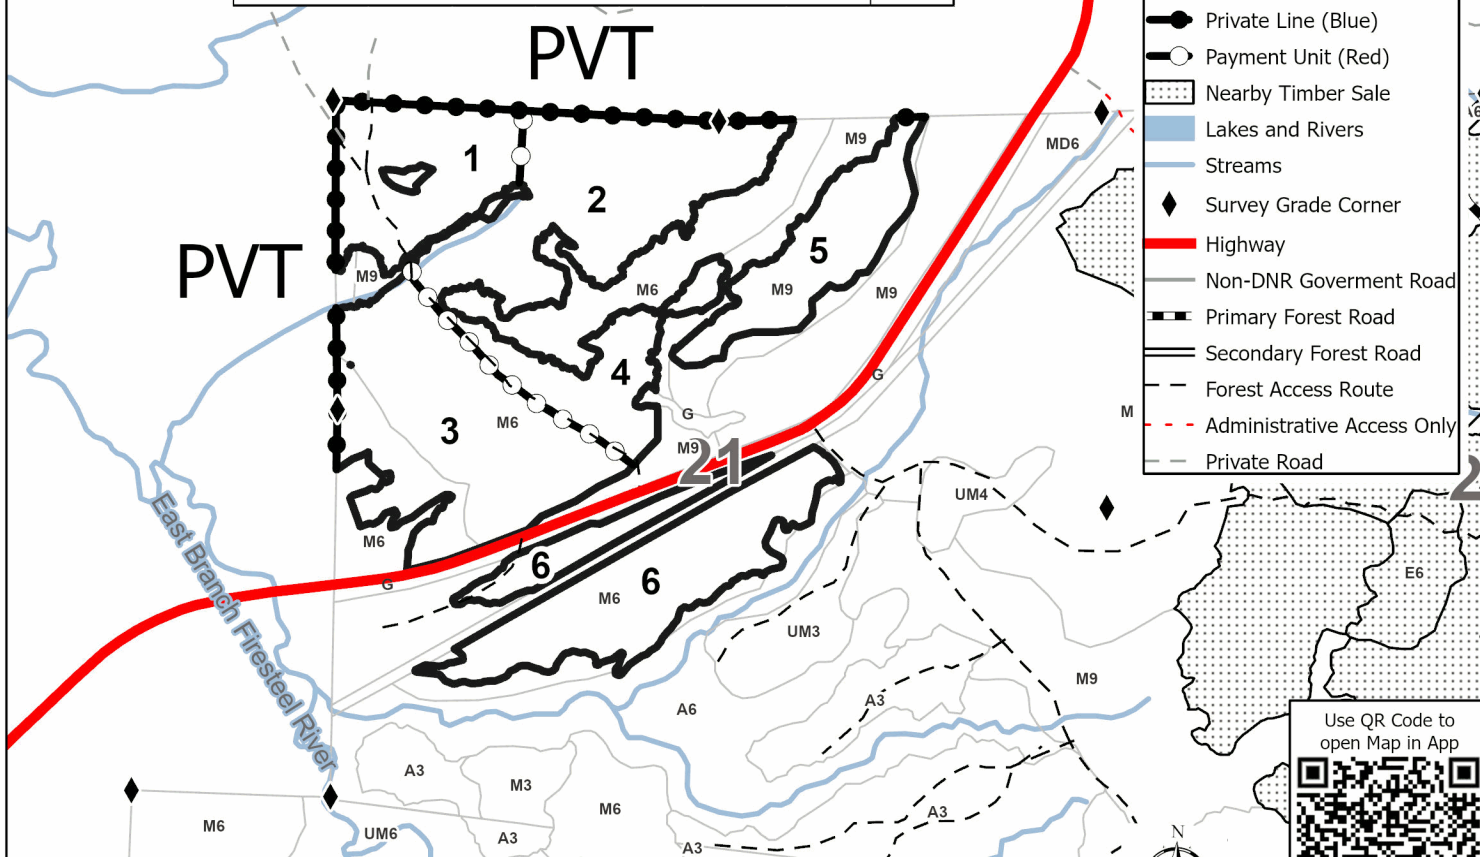 PVT
PVT
1
2
3
4
5
6
6
21
M9
MD6
M9
M6
M9
M9
G
M6
G
M9
M
M6
G
M6
UM4
UM3
E6
M9
A6
A3
A3
M3
M6
A3
M6
UM6
A3
A3
East Branch Firesteel River
Private Line (Blue)
Payment Unit (Red)
Nearby Timber Sale
Lakes and Rivers
Streams
Survey Grade Corner
Highway
Non-DNR Goverment Road
Primary Forest Road
Secondary Forest Road
Forest Access Route
Administrative Access Only
Private Road
2
Use QR Code to
open Map in App
N